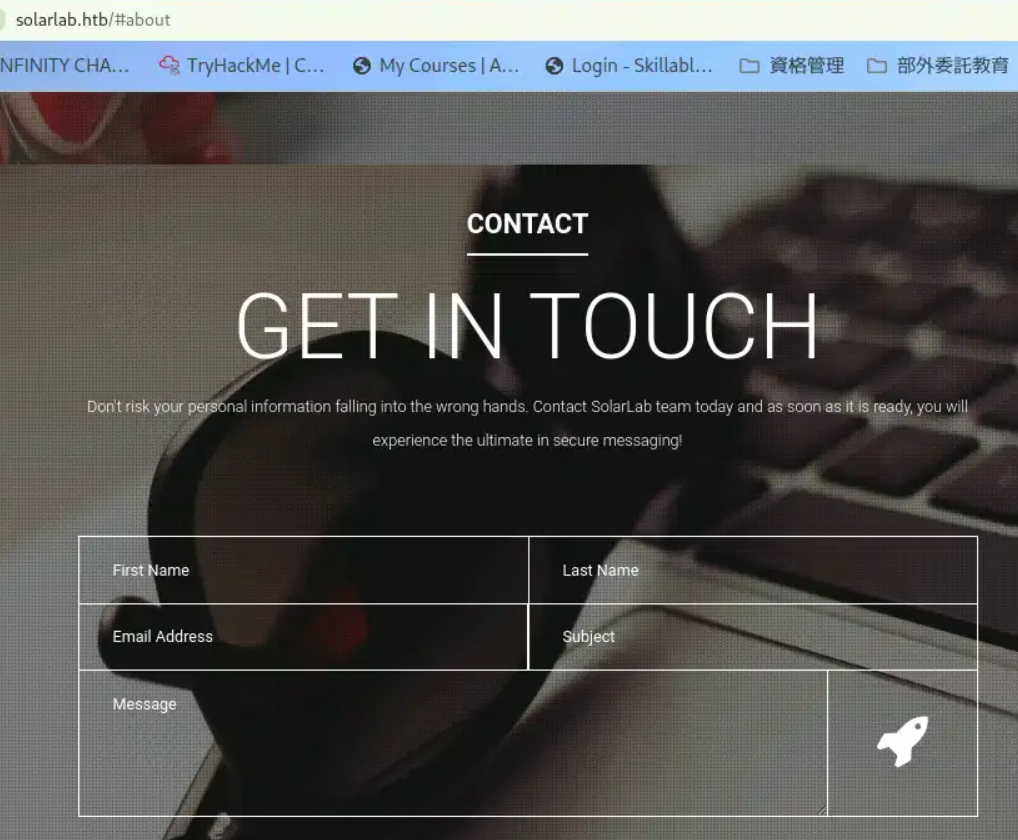 solarlab.htb/#about
NFINITY CHA... TryHackMe | C... My Courses | A... Login - Skillabl... 資格管理 部外委託教育
CONTACT
GET IN TOUCH
Don't risk your personal information falling into the wrong hands. Contact SolarLab team today and as soon as it is ready, you will
experience the ultimate in secure messaging!
First Name Last Name
Email Address Subject
Message